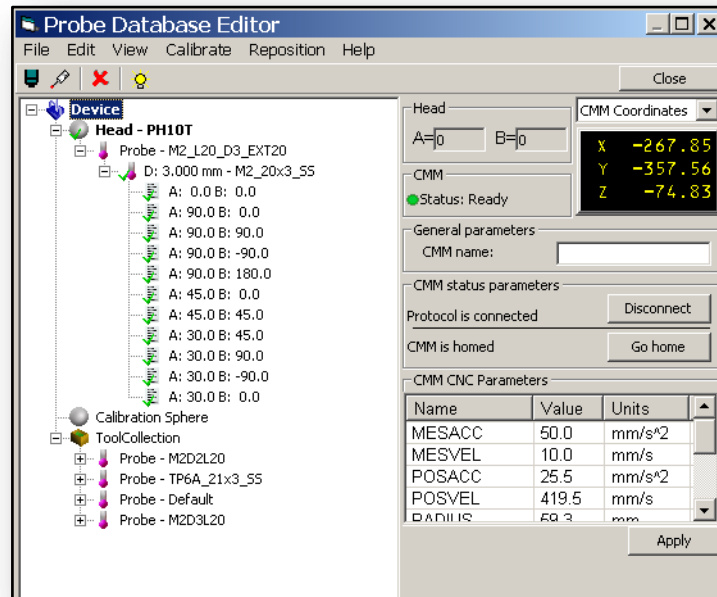 Probe Database Editor
File Edit View Calibrate Reposition Help
Close
Device
Head - PH10T
Probe - M2_L20_D3_EXT20
D: 3.000 mm - M2_20x3_SS
A: 0.0 B: 0.0
A: 90.0 B: 0.0
A: 90.0 B: 90.0
A: 90.0 B: -90.0
A: 90.0 B: 180.0
A: 45.0 B: 0.0
A: 45.0 B: 45.0
A: 30.0 B: 45.0
A: 30.0 B: 90.0
A: 30.0 B: -90.0
A: 30.0 B: 0.0
Calibration Sphere
ToolCollection
Probe - M2D2L20
Probe - TP6A_21x3_SS
Probe - Default
Probe - M2D3L20
Head
A=0 B=0
CMM Coordinates
X -267.85
Y -357.56
Z -74.83
CMM
Status: Ready
General parameters
CMM name:
CMM status parameters
Protocol is connected Disconnect
CMM is homed Go home
CMM CNC Parameters
Name Value Units
MESACC 50.0 mm/s^2
MESVEL 10.0 mm/s
POSACC 25.5 mm/s^2
POSVEL 419.5 mm/s
RADIUS 59.3 mm
Apply